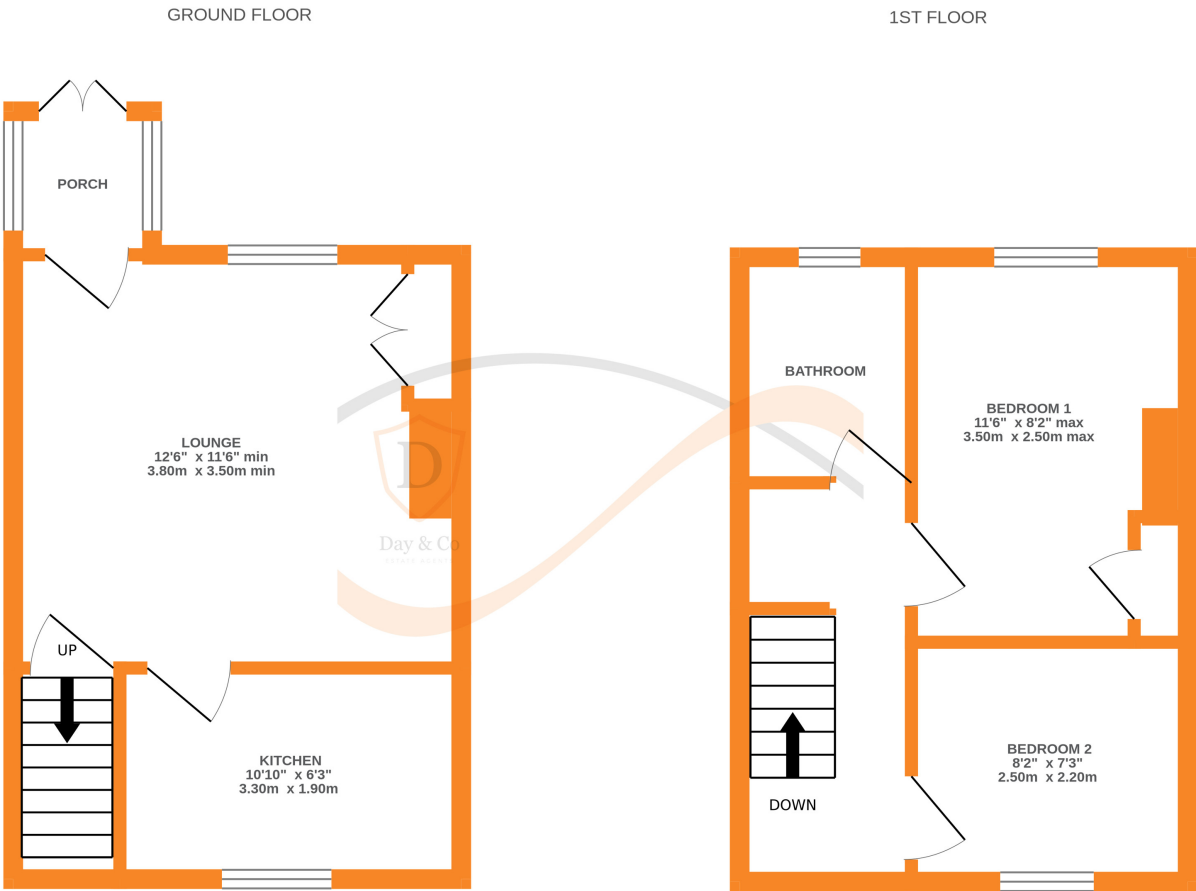 GROUND FLOOR
PORCH
LOUNGE
12'6" x 11'6" min
3.80m x 3.50m min
D
Day & Co
ESTATE AGENTS
UP
KITCHEN
10'10" x 6'3"
3.30m x 1.90m
1ST FLOOR
BATHROOM
BEDROOM 1
11'6" x 8'2" max
3.50m x 2.50m max
BEDROOM 2
8'2" x 7'3"
2.50m x 2.20m
DOWN